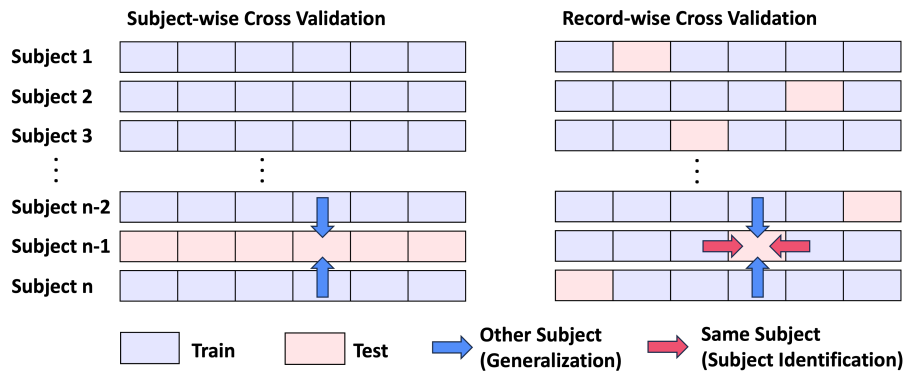 Subject-wise Cross Validation
Record-wise Cross Validation
Subject 1
Subject 2
Subject 3
Subject n-2
Subject n-1
Subject n
Train
Test
Other Subject
(Generalization)
Same Subject
(Subject Identification)